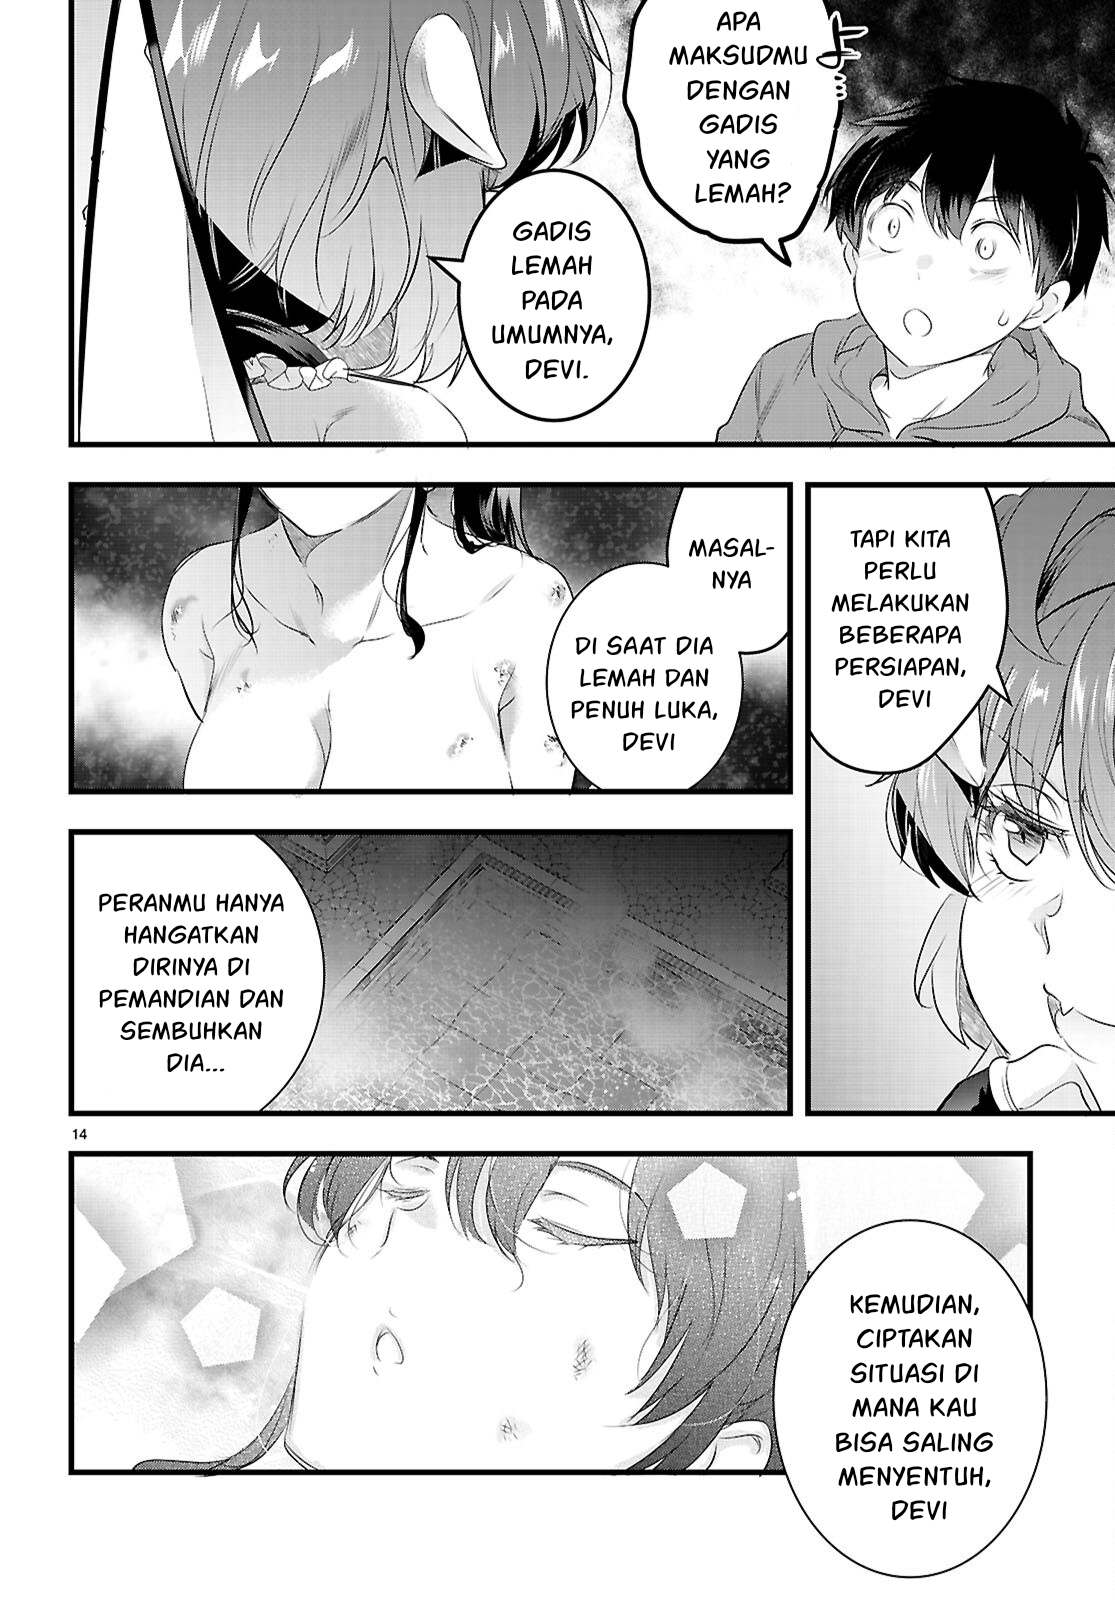 APA
MAKSUDMU
DENGAN
GADIS
YANG
LEMAH?
GADIS
LEMAH
PADA
UMUMNYA,
DEVI.
TAPI KITA
PERLU
MELAKUKAN
BEBERAPA
PERSIAPAN,
DEVI
MASAL-
NYA
DI SAAT DIA
LEMAH DAN
PENUH LUKA,
DEVI
PERANMU HANYA
HANGATKAN
DIRINYA DI
PEMANDIAN DAN
SEMBUHKAN
DIA...
14
KEMUDIAN,
CIPTAKAN
SITUASI DI
MANA KAU
BISA SALING
MENYENTUH,
DEVI